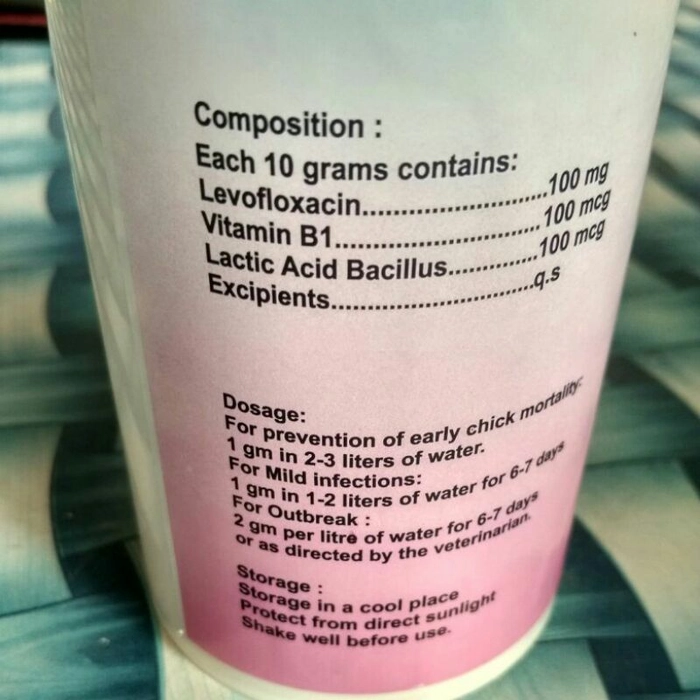 Composition :
Each 10 grams contains:
Levofloxacin..............................100 mg
Vitamin B1.................................100 mcg
Lactic Acid Bacillus.............100 mcg
Excipients................................q.s
Dosage:
For prevention of early chick mortality:
1 gm in 2-3 liters of water.
For Mild infections:
1 gm in 1-2 liters of water for 6-7 days
For Outbreak :
2 gm per litre of water for 6-7 days
or as directed by the veterinarian.
Storage :
Storage in a cool place
Protect from direct sunlight
Shake well before use.